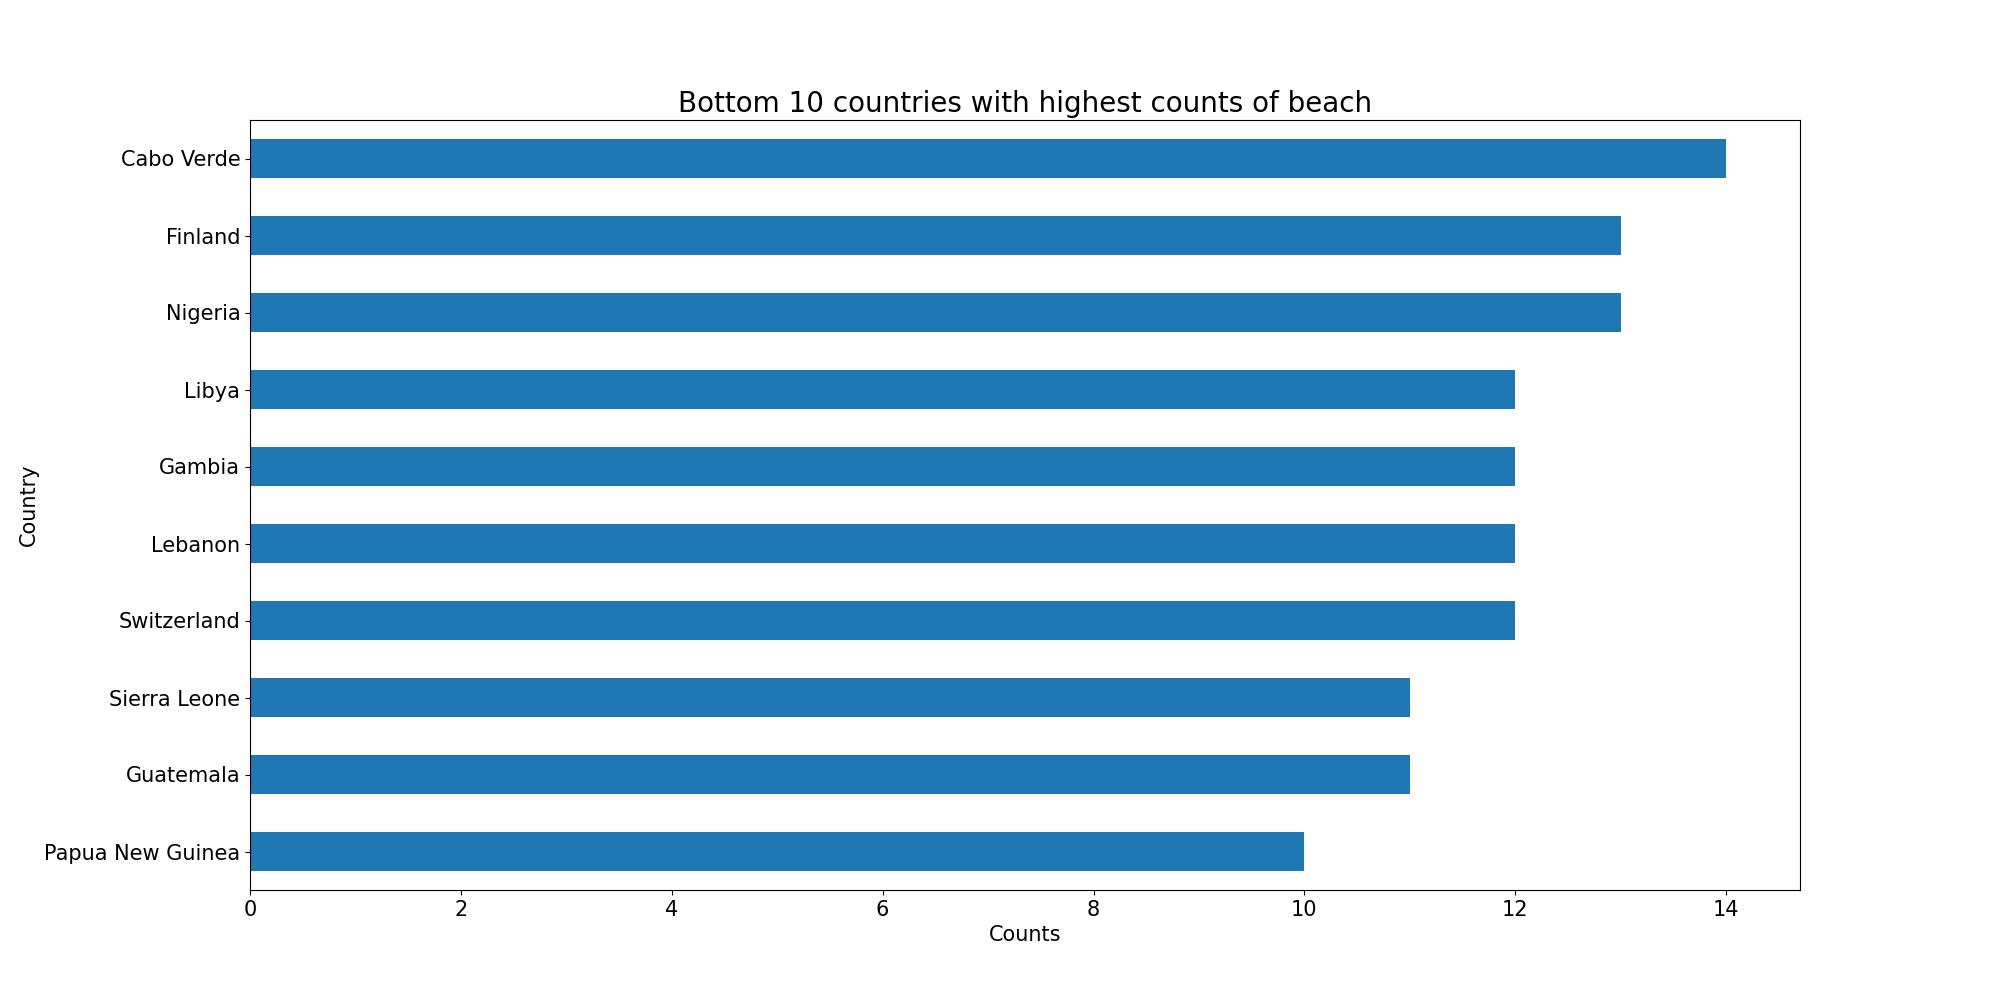 Bottom 10 countries with highest counts of beach
Cabo Verde
Finland
Nigeria
Libya
Gambia
Lebanon
Switzerland
Sierra Leone
Guatemala
Papua New Guinea
Country
0 2 4 6 8 10 12 14
Counts